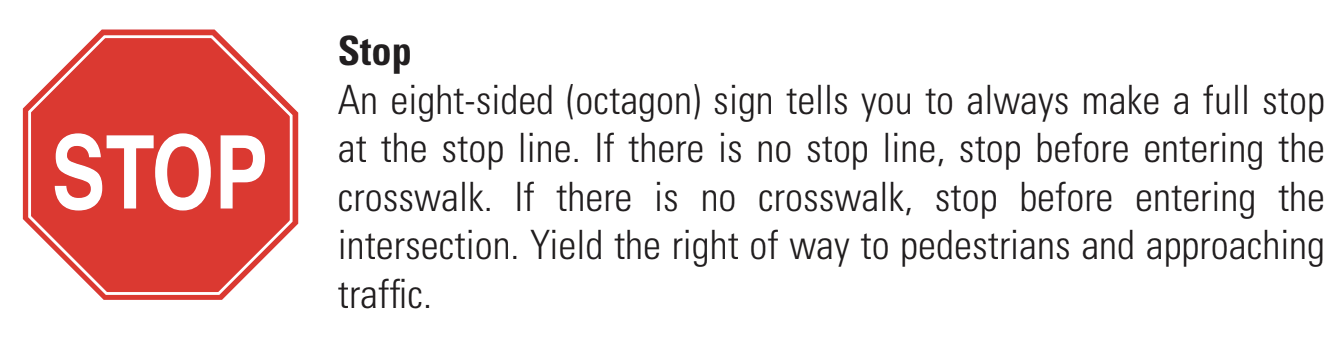 STOP
Stop
An eight-sided (octagon) sign tells you to always make a full stop
at the stop line. If there is no stop line, stop before entering the
crosswalk. If there is no crosswalk, stop before entering the
intersection. Yield the right of way to pedestrians and approaching
traffic.